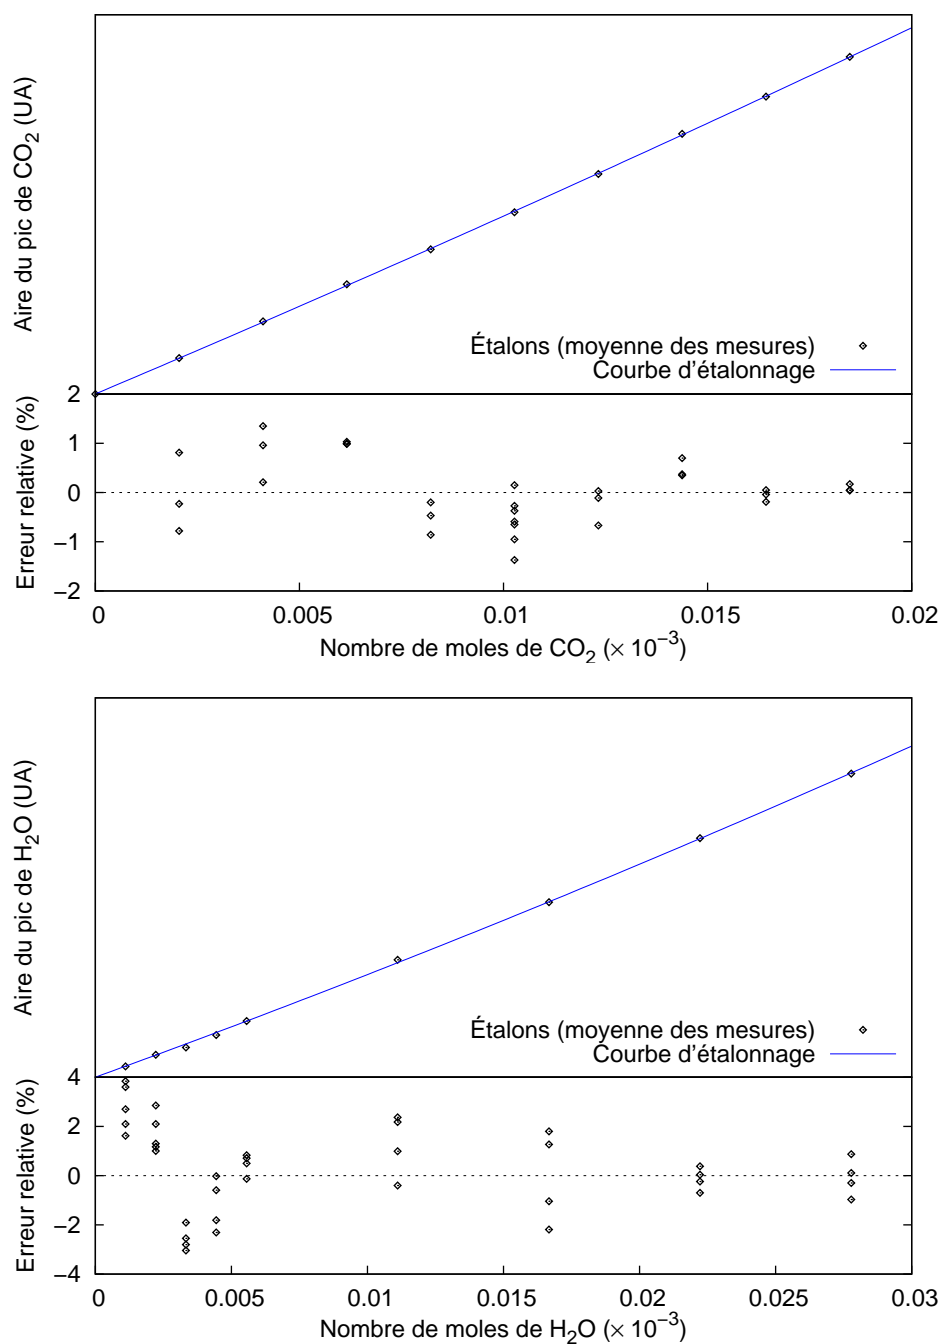 Aire du pic de CO₂ (UA)
Étalons (moyenne des mesures)
Courbe d'étalonnage
Erreur relative (%)
2
1
0
−1
−2
0 0.005 0.01 0.015 0.02
Nombre de moles de CO₂ (× 10⁻³)
Aire du pic de H₂O (UA)
Étalons (moyenne des mesures)
Courbe d'étalonnage
Erreur relative (%)
4
2
0
−2
−4
0 0.005 0.01 0.015 0.02 0.025 0.03
Nombre de moles de H₂O (× 10⁻³)